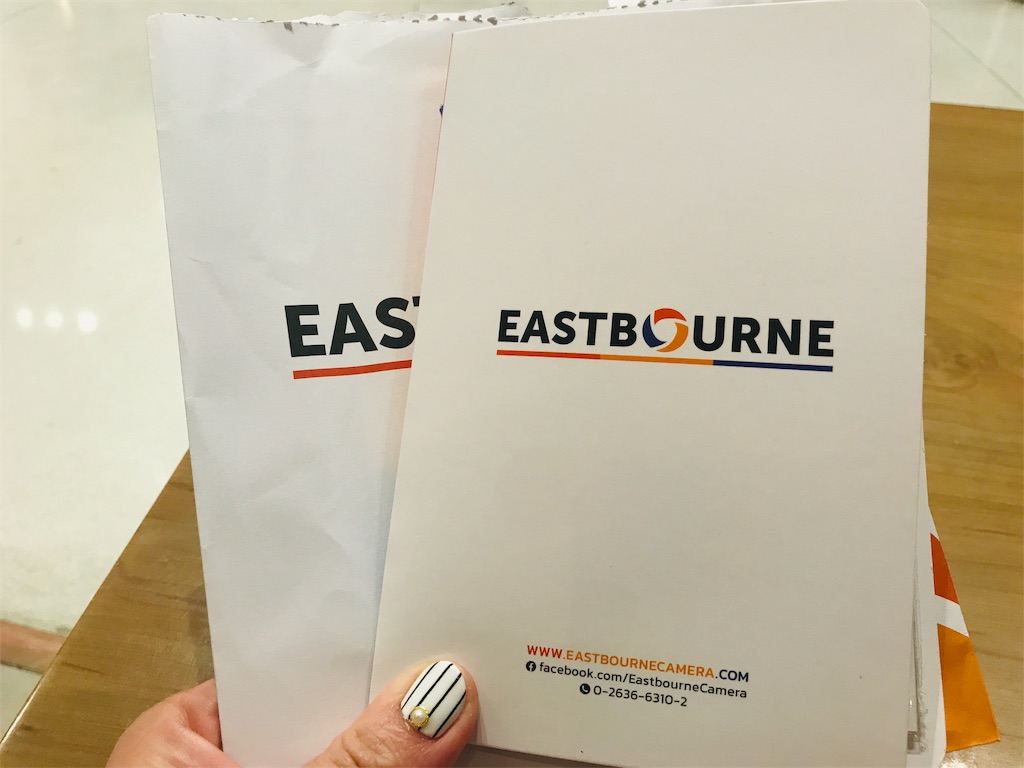 EAST
EASTBOURNE
WWW.EASTBOURNECAMERA.COM
facebook.com/EastbourneCamera
0-2636-6310-2